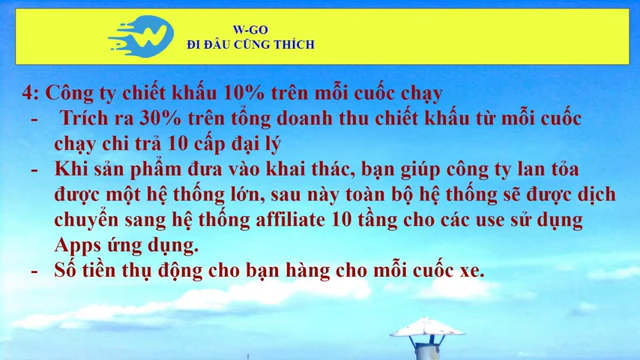 W
W-GO
ĐI ĐÂU CŨNG THÍCH
4: Công ty chiết khấu 10% trên mỗi cuốc chạy
- Trích ra 30% trên tổng doanh thu chiết khấu từ mỗi cuốc
chạy chi trả 10 cấp đại lý
- Khi sản phẩm đưa vào khai thác, bạn giúp công ty lan tỏa
được một hệ thống lớn, sau này toàn bộ hệ thống sẽ được dịch
chuyển sang hệ thống affiliate 10 tầng cho các use sử dụng
Apps ứng dụng.
- Số tiền thụ động cho bạn hàng cho mỗi cuốc xe.